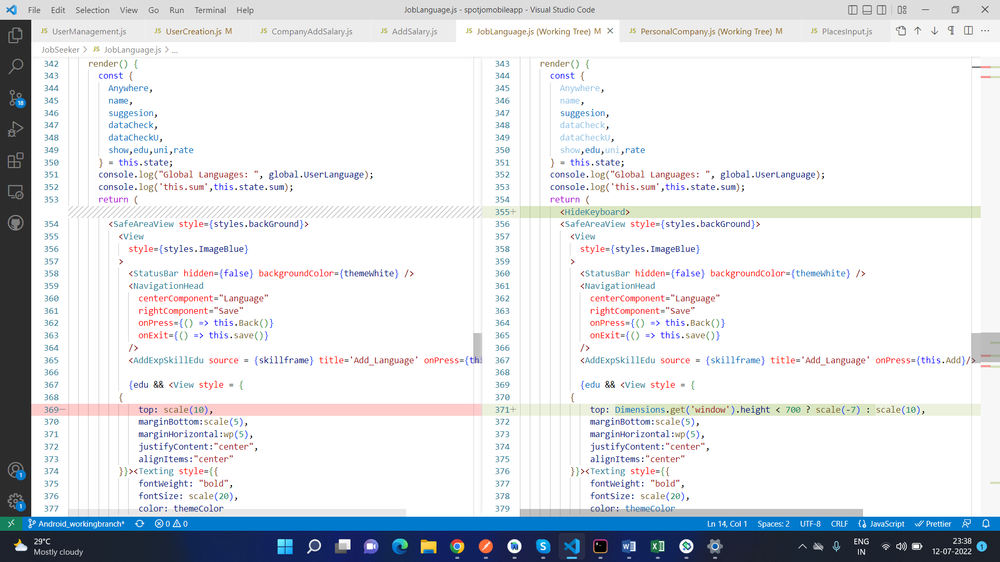 File Edit Selection View Go Run Terminal Help JobLanguage.js - spotjomobileapp - Visual Studio Code
JS UserManagement.js JS UserCreation.js M JS CompanyAddSalary.js JS AddSalary.js JS JobLanguage.js (Working Tree) M JS PersonalCompany.js (Working Tree) M JS PlacesInput.js
JobSeeker > JS JobLanguage.js > ...
342 render() {
343 const {
344 Anywhere,
345 name,
346 suggesion,
347 dataCheck,
348 dataCheckU,
349 show,edu,uni,rate
350 } = this.state;
351 console.log("Global Languages: ", global.UserLanguage);
352 console.log('this.sum',this.state.sum);
353 return (
354 <SafeAreaView style={styles.backGround}>
355 <View
356 style={styles.ImageBlue}
357 >
358 <StatusBar hidden={false} backgroundColor={themeWhite} />
359 <NavigationHead
360 centerComponent="Language"
361 rightComponent="Save"
362 onPress={() => this.Back()}
363 onExit={() => this.save()}
364 />
365 <AddExpSkillEdu source = {skillframe} title='Add_Language' onPress={thi
366
367 {edu && <View style = {
368 {
369− top: scale(10),
370 marginBottom:scale(5),
371 marginHorizontal:wp(5),
372 justifyContent:"center",
373 alignItems:"center"
374 }}><Texting style={{
375 fontWeight: "bold",
376 fontSize: scale(20),
377 color: themeColor
343 render() {
344 const {
345 Anywhere,
346 name,
347 suggesion,
348 dataCheck,
349 dataCheckU,
350 show,edu,uni,rate
351 } = this.state;
352 console.log("Global Languages: ", global.UserLanguage);
353 console.log('this.sum',this.state.sum);
354 return (
355+ <HideKeyboard>
356 <SafeAreaView style={styles.backGround}>
357 <View
358 style={styles.ImageBlue}
359 >
360 <StatusBar hidden={false} backgroundColor={themeWhite} />
361 <NavigationHead
362 centerComponent="Language"
363 rightComponent="Save"
364 onPress={() => this.Back()}
365 onExit={() => this.save()}
366 />
367 <AddExpSkillEdu source = {skillframe} title='Add_Language' onPress={this.Add}/>
368
369 {edu && <View style = {
370 {
371+ top: Dimensions.get('window').height < 700 ? scale(-7) : scale(10),
372 marginBottom:scale(5),
373 marginHorizontal:wp(5),
374 justifyContent:"center",
375 alignItems:"center"
376 }}><Texting style={{
377 fontWeight: "bold",
378 fontSize: scale(20),
379 color: themeColor
18
1
1
Android_workingbranch* 0 0 Ln 14, Col 1 Spaces: 2 UTF-8 CRLF {} JavaScript Prettier
29°C
Mostly cloudy
ENG
IN
23:38
12-07-2022
1